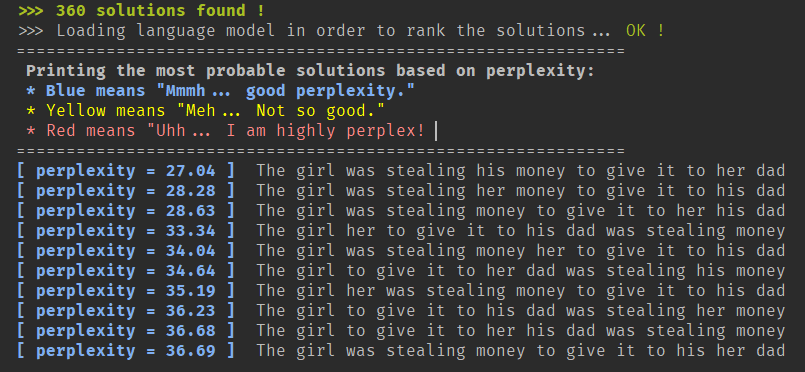 >>> 360 solutions found !
>>> Loading language model in order to rank the solutions... OK !
=============================================================
Printing the most probable solutions based on perplexity:
* Blue means "Mmmh... good perplexity."
* Yellow means "Meh... Not so good."
* Red means "Uhh... I am highly perplex! |
=============================================================
[ perplexity = 27.04 ] The girl was stealing his money to give it to her dad
[ perplexity = 28.28 ] The girl was stealing her money to give it to his dad
[ perplexity = 28.63 ] The girl was stealing money to give it to her his dad
[ perplexity = 33.34 ] The girl her to give it to his dad was stealing money
[ perplexity = 34.04 ] The girl was stealing money her to give it to his dad
[ perplexity = 34.64 ] The girl to give it to her dad was stealing his money
[ perplexity = 35.19 ] The girl her was stealing money to give it to his dad
[ perplexity = 36.23 ] The girl to give it to his dad was stealing her money
[ perplexity = 36.68 ] The girl to give it to her his dad was stealing money
[ perplexity = 36.69 ] The girl was stealing money to give it to his her dad